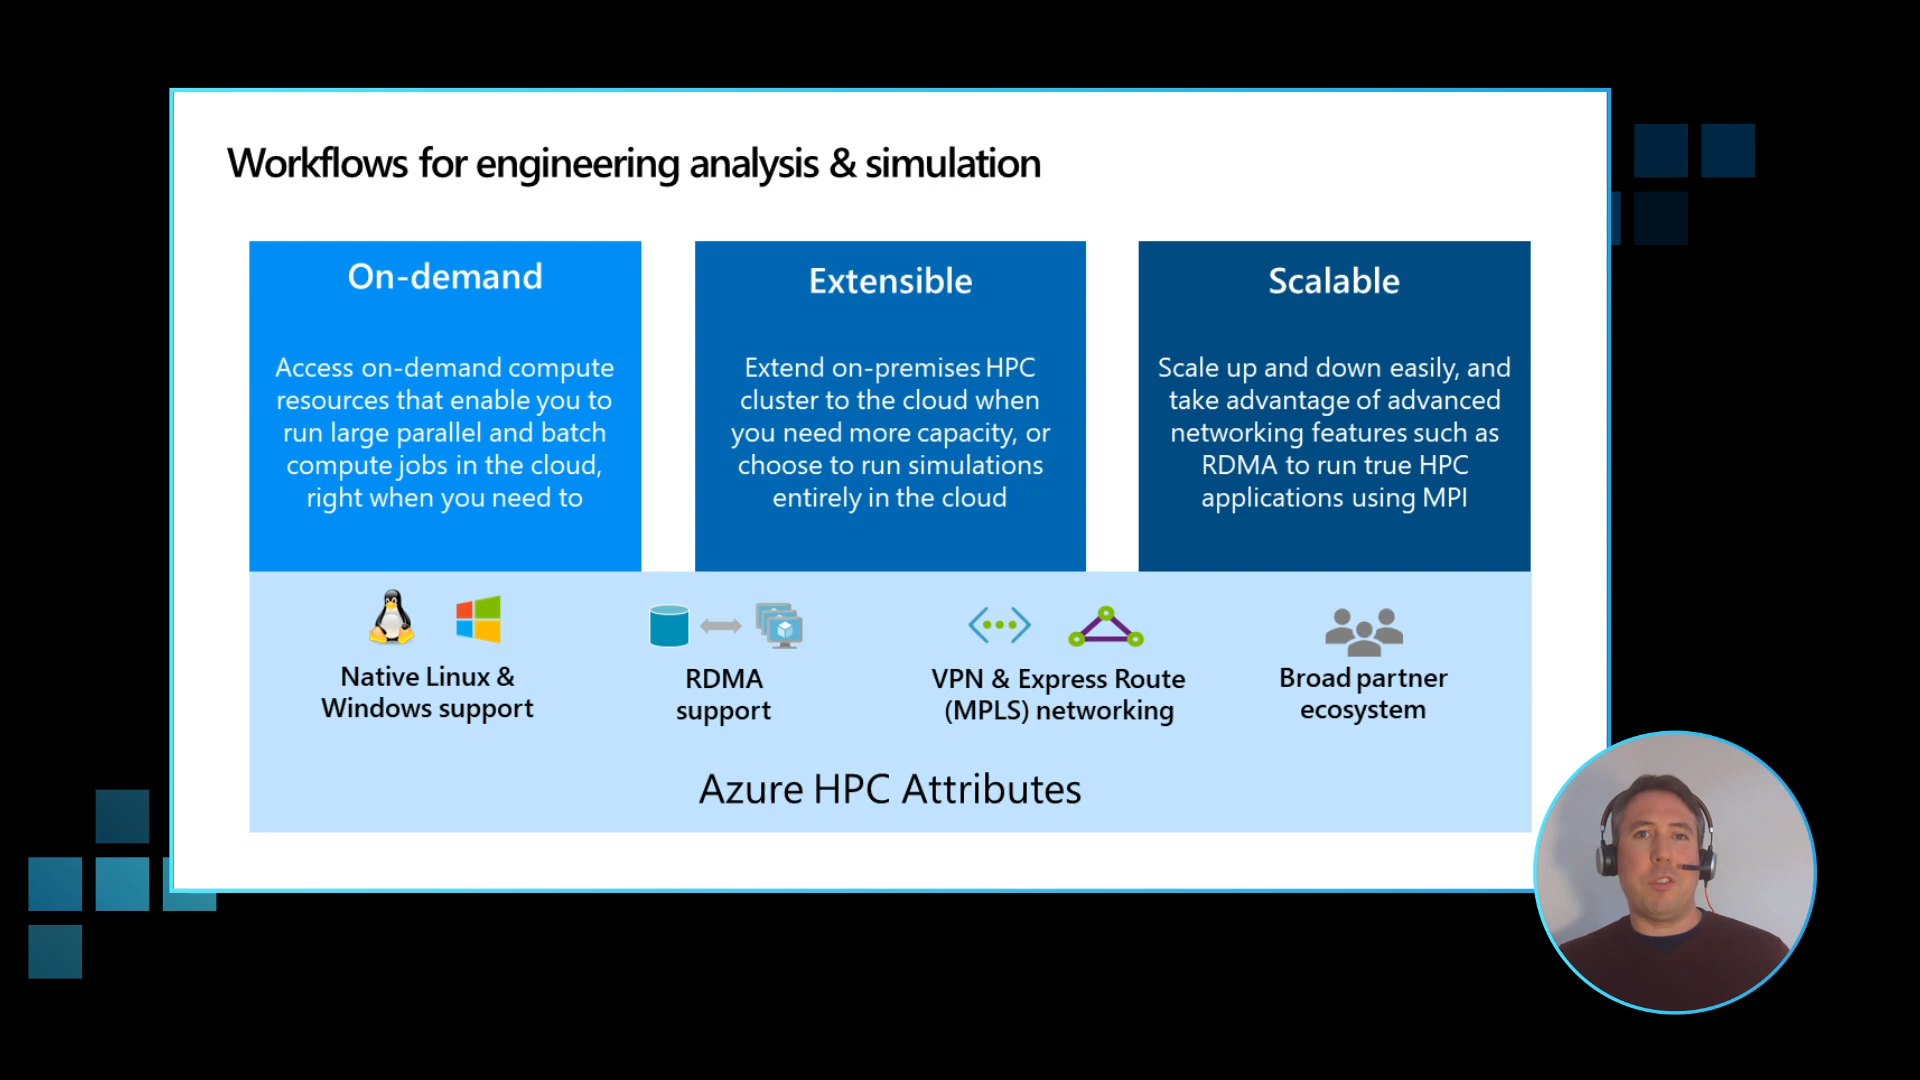 Workflows for engineering analysis & simulation
On-demand
Access on-demand compute
resources that enable you to
run large parallel and batch
compute jobs in the cloud,
right when you need to
Extensible
Extend on-premises HPC
cluster to the cloud when
you need more capacity, or
choose to run simulations
entirely in the cloud
Scalable
Scale up and down easily, and
take advantage of advanced
networking features such as
RDMA to run true HPC
applications using MPI
Native Linux &
Windows support
RDMA
support
VPN & Express Route
(MPLS) networking
Broad partner
ecosystem
Azure HPC Attributes